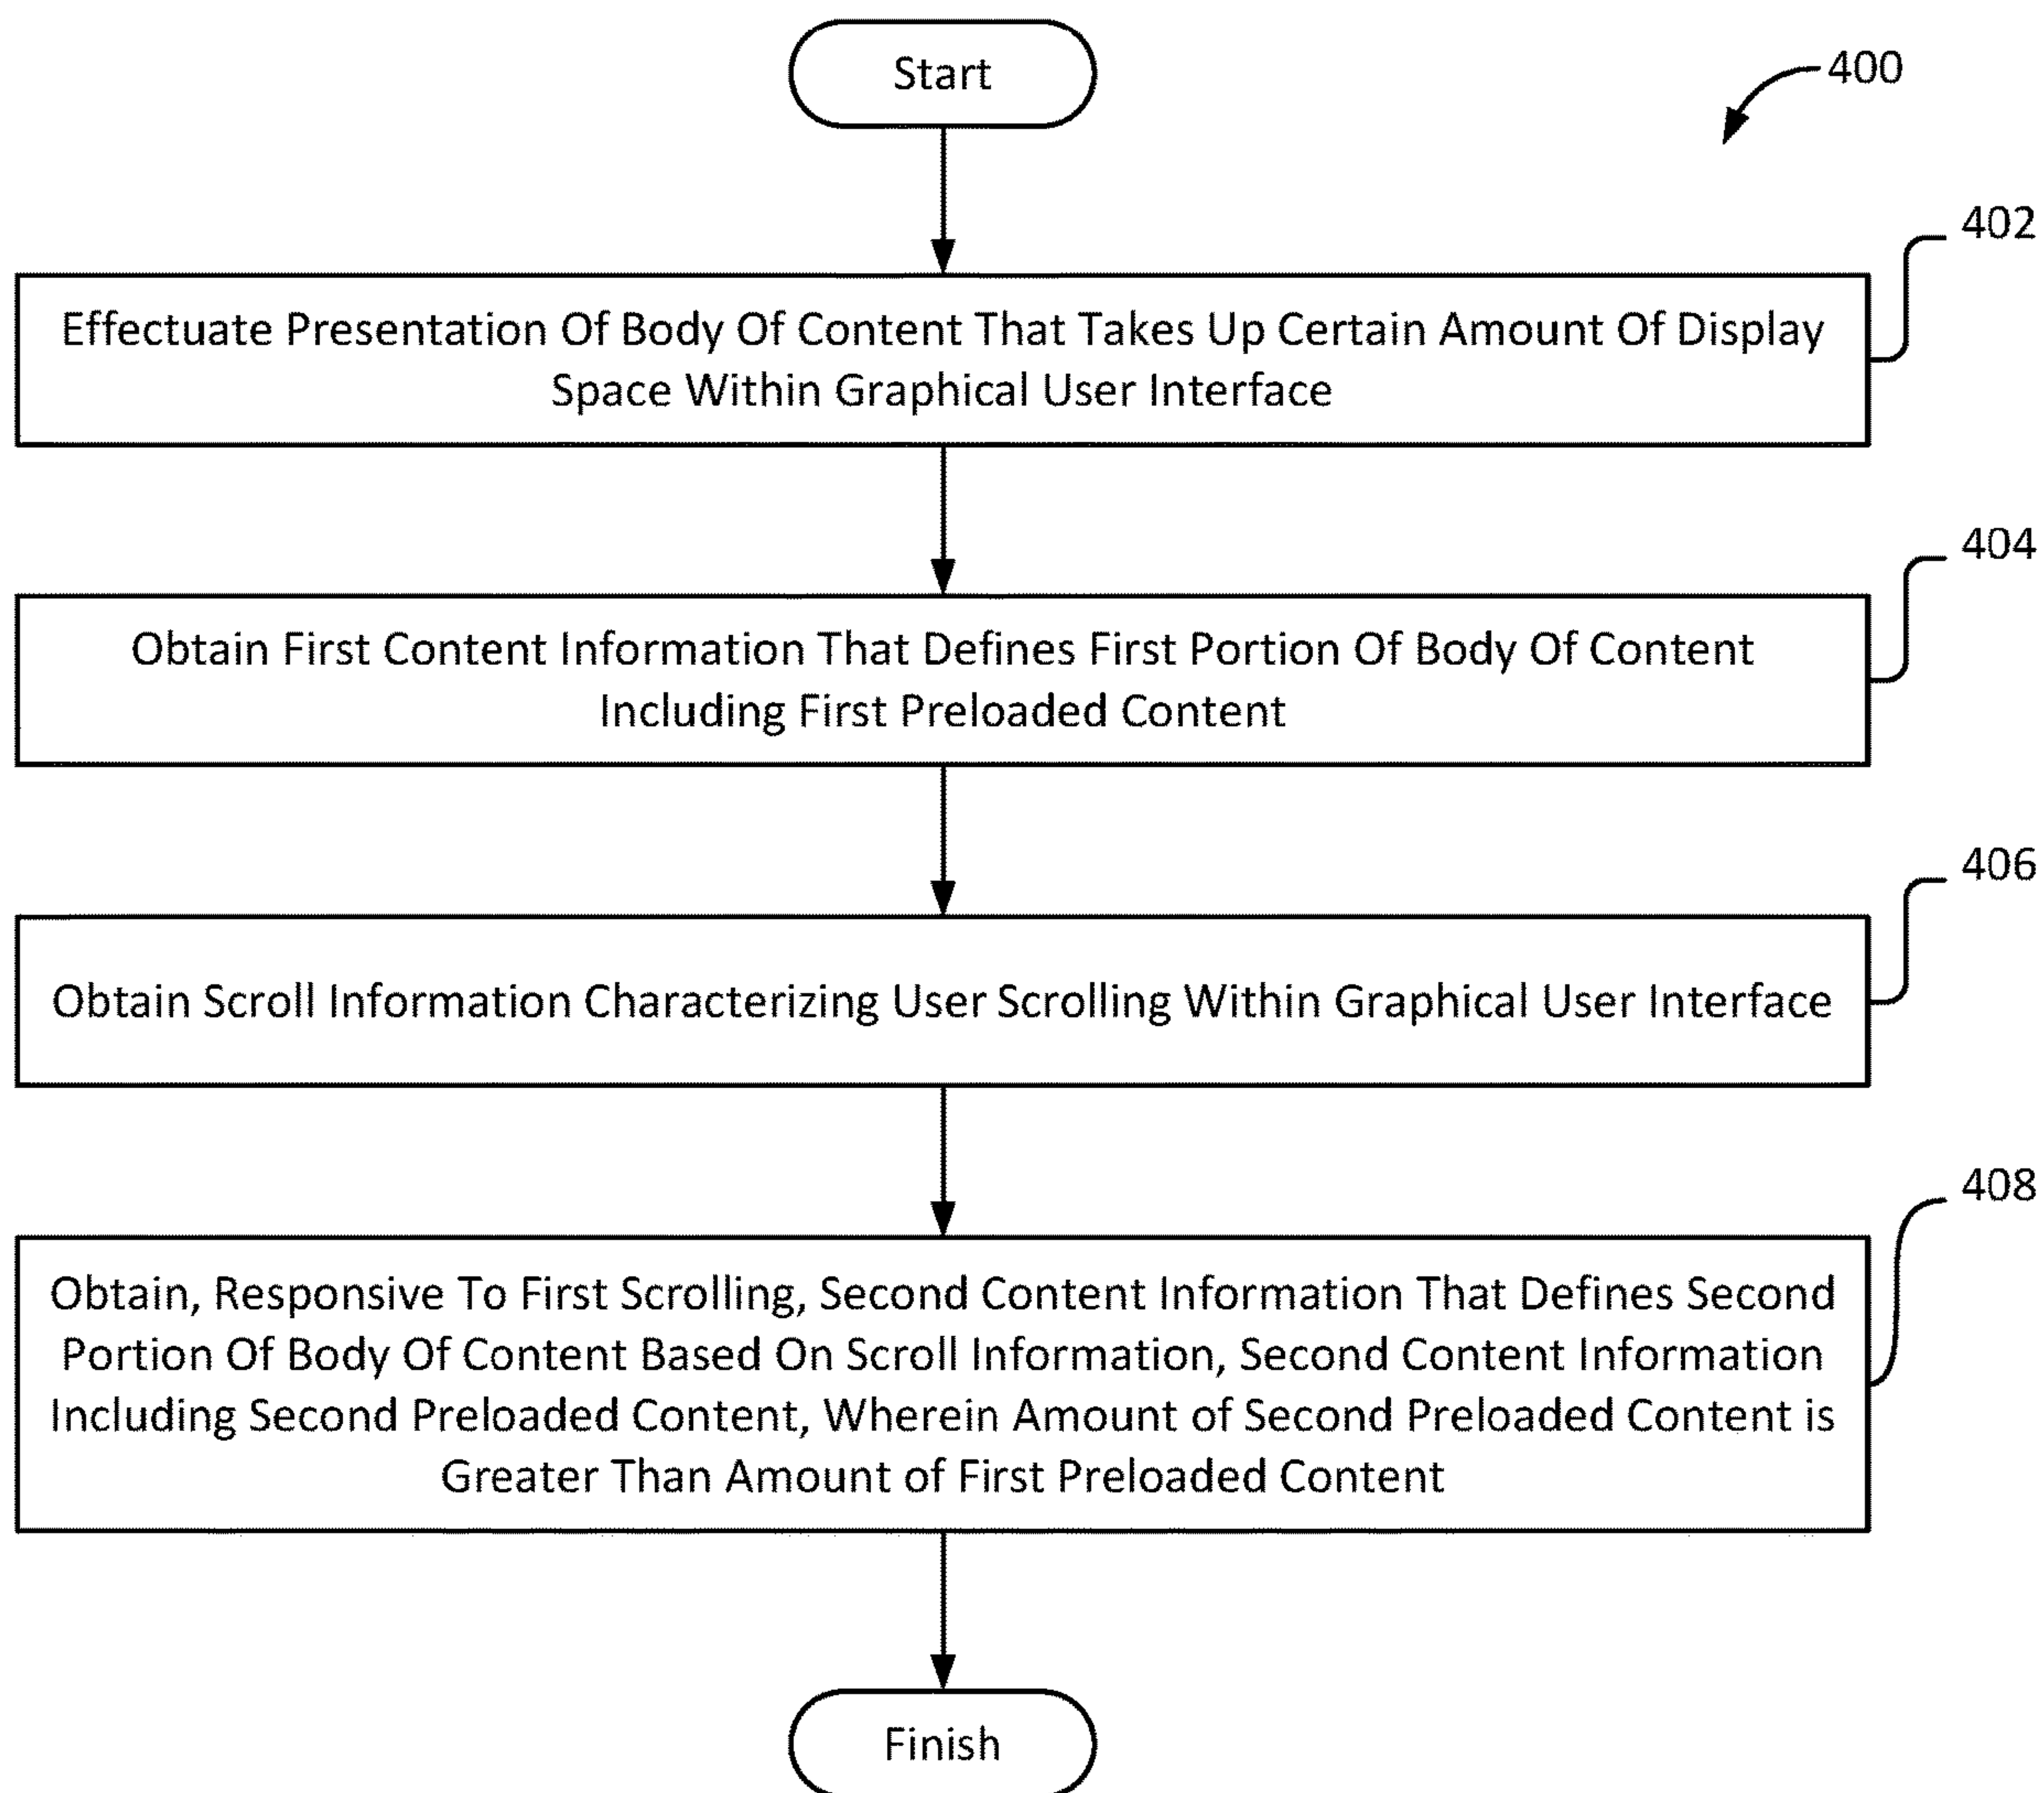 Start
400
402
Effectuate Presentation Of Body Of Content That Takes Up Certain Amount Of Display
Space Within Graphical User Interface
404
Obtain First Content Information That Defines First Portion Of Body Of Content
Including First Preloaded Content
406
Obtain Scroll Information Characterizing User Scrolling Within Graphical User Interface
408
Obtain, Responsive To First Scrolling, Second Content Information That Defines Second
Portion Of Body Of Content Based On Scroll Information, Second Content Information
Including Second Preloaded Content, Wherein Amount of Second Preloaded Content is
Greater Than Amount of First Preloaded Content
Finish